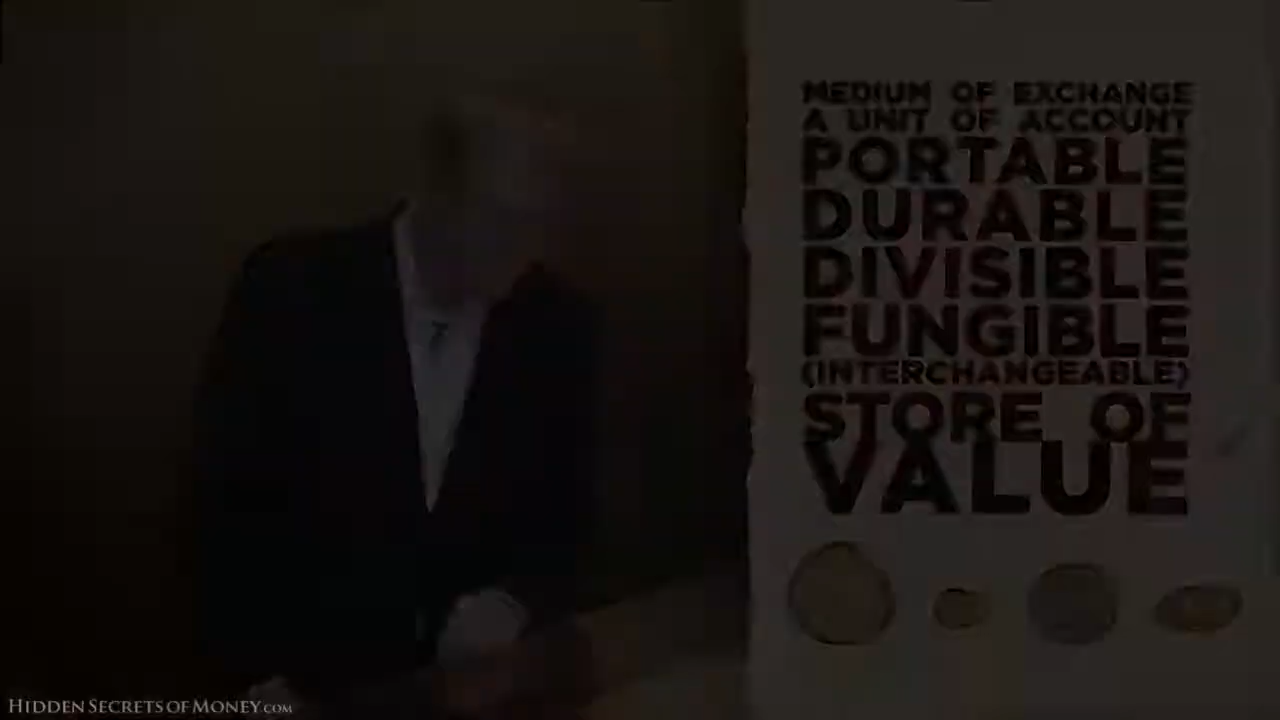 MEDIUM OF EXCHANGE
A UNIT OF ACCOUNT
PORTABLE
DURABLE
DIVISIBLE
FUNGIBLE
(INTERCHANGEABLE)
STORE OF
VALUE
HIDDEN SECRETS OF MONEY.COM